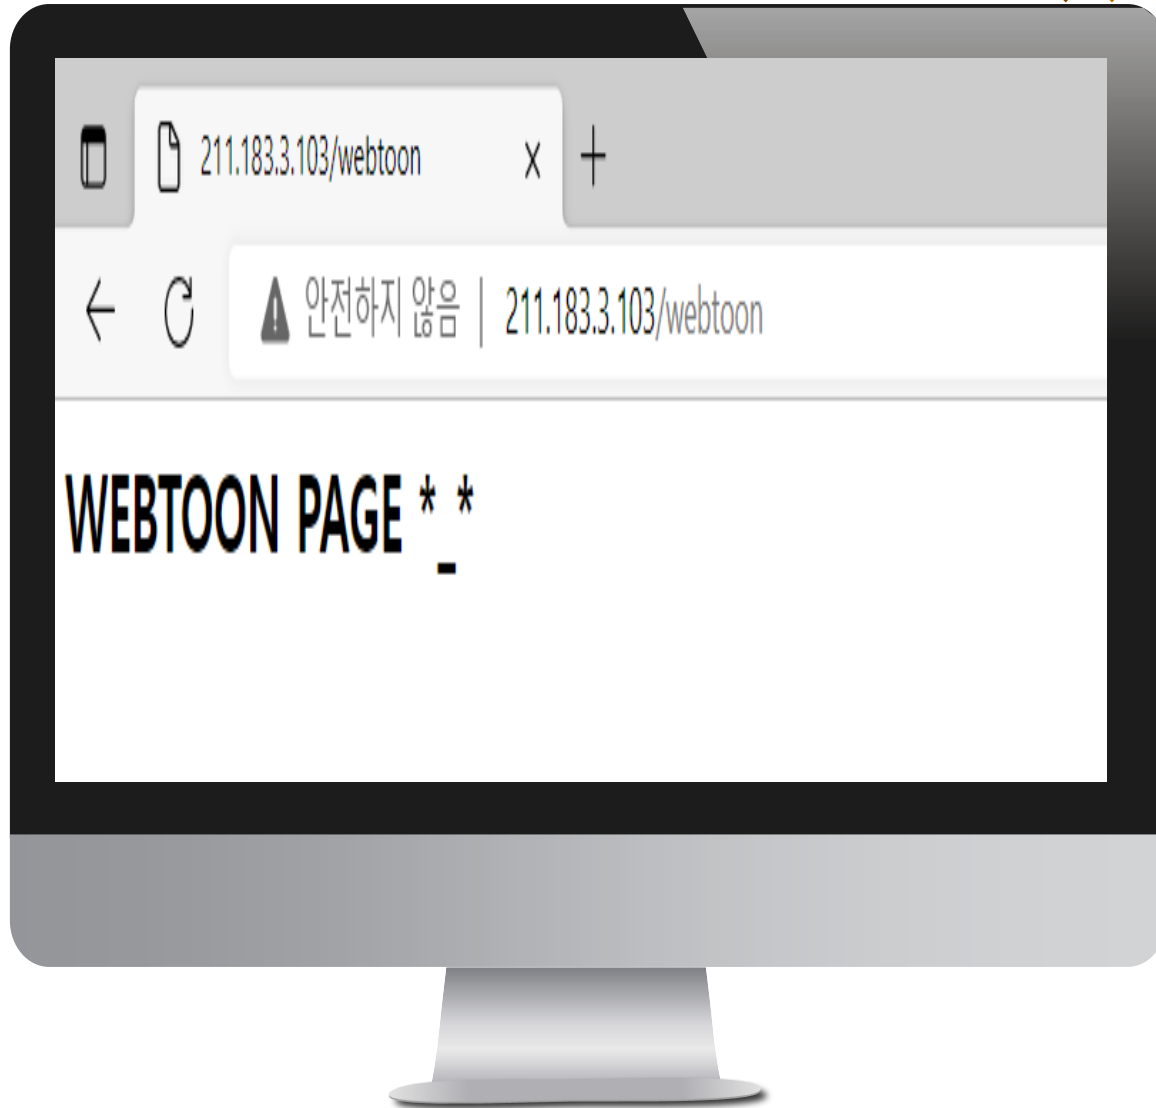 211.183.3.103/webtoon
안전하지 않음 | 211.183.3.103/webtoon
WEBTOON PAGE *_*